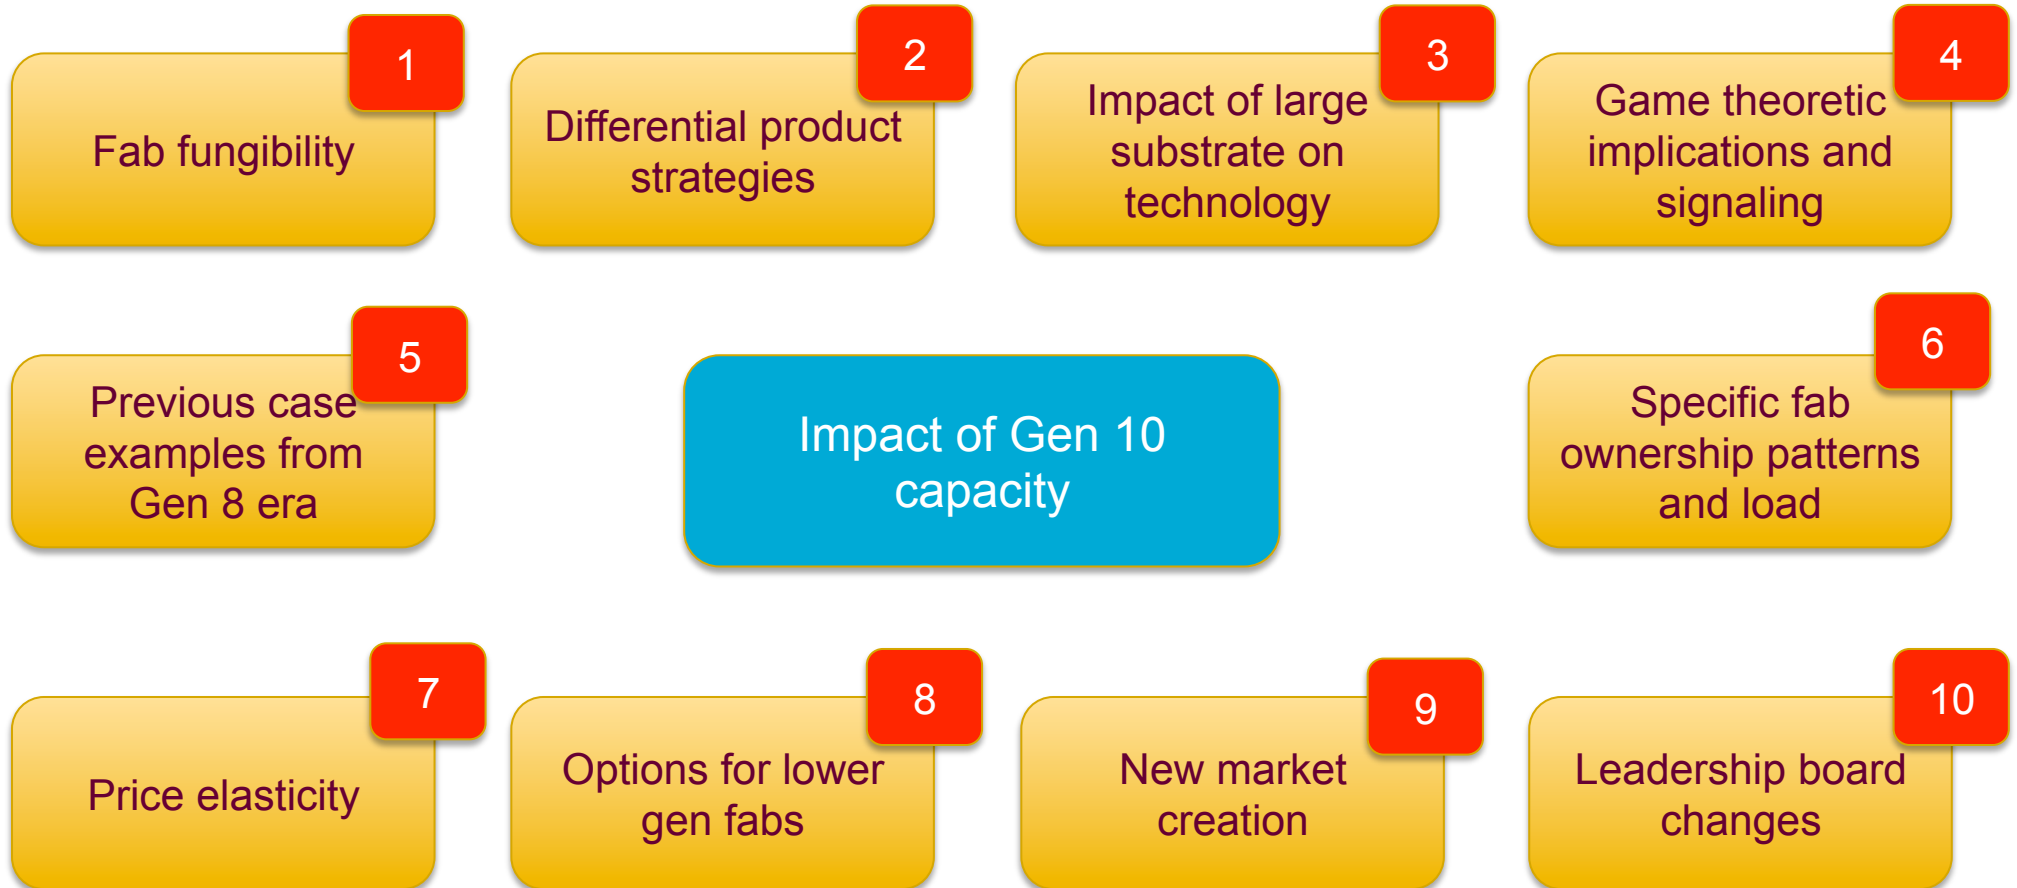 1
Fab fungibility
2
Differential product
strategies
3
Impact of large
substrate on
technology
4
Game theoretic
implications and
signaling
5
Previous case
examples from
Gen 8 era
Impact of Gen 10
capacity
6
Specific fab
ownership patterns
and load
7
Price elasticity
8
Options for lower
gen fabs
9
New market
creation
10
Leadership board
changes